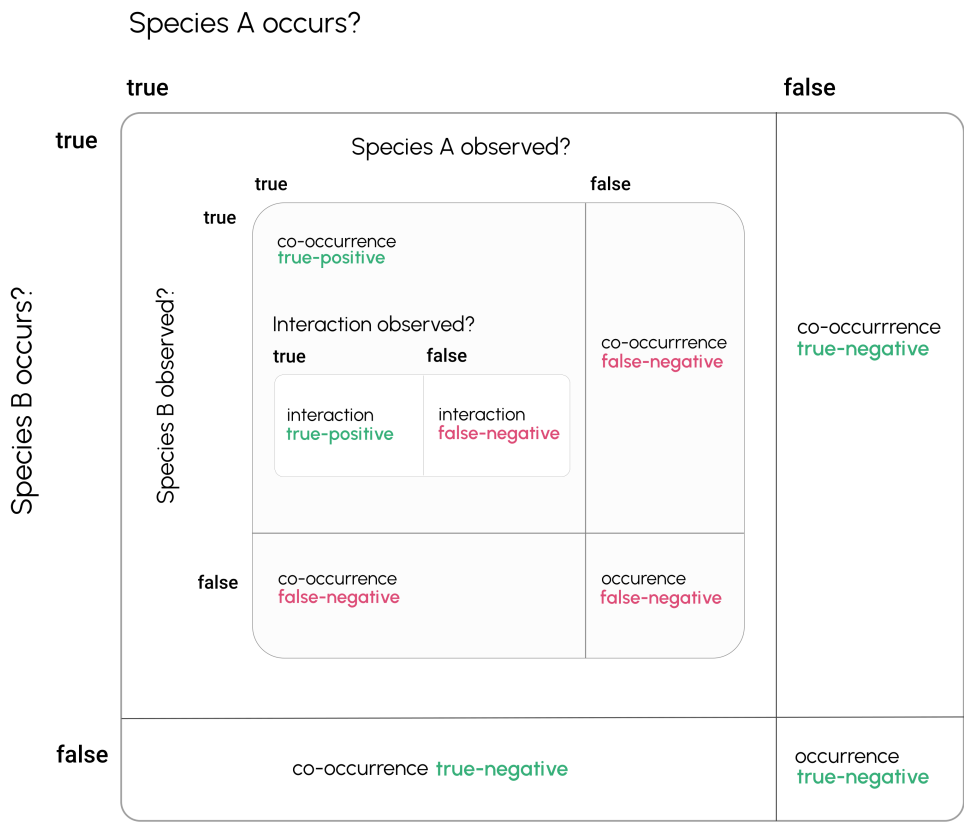 Species A occurs?
true
false
true
Species A observed?
true
false
true
co-occurrence
true-positive
Species B occurs?
Species B observed?
Interaction observed?
true
false
co-occurrrence
false-negative
co-occurrrence
true-negative
interaction
true-positive
interaction
false-negative
false
co-occurrence
false-negative
occurence
false-negative
false
co-occurrence true-negative
occurrence
true-negative